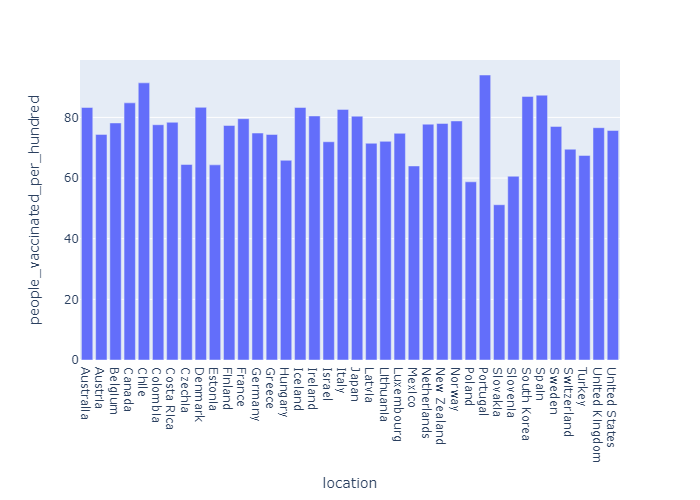 people_vaccinated_per_hundred
80
60
40
20
0
Australia
Austria
Belgium
Canada
Chile
Colombia
Costa Rica
Czechia
Denmark
Estonia
Finland
France
Germany
Greece
Hungary
Iceland
Ireland
Israel
Italy
Japan
Latvia
Lithuania
Luxembourg
Mexico
Netherlands
New Zealand
Norway
Poland
Portugal
Slovakia
Slovenia
South Korea
Spain
Sweden
Switzerland
Turkey
United Kingdom
United States
location